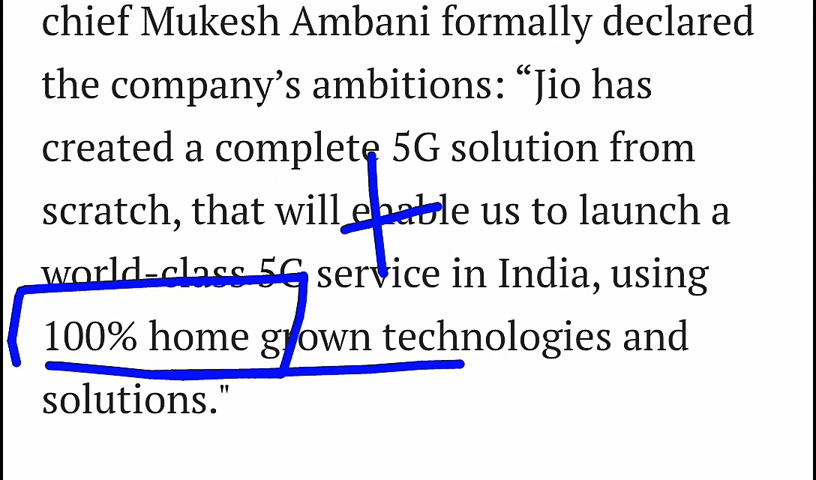 chief Mukesh Ambani formally declared
the company’s ambitions: “Jio has
created a complete 5G solution from
scratch, that will enable us to launch a
world-class 5G service in India, using
100% home grown technologies and
solutions."